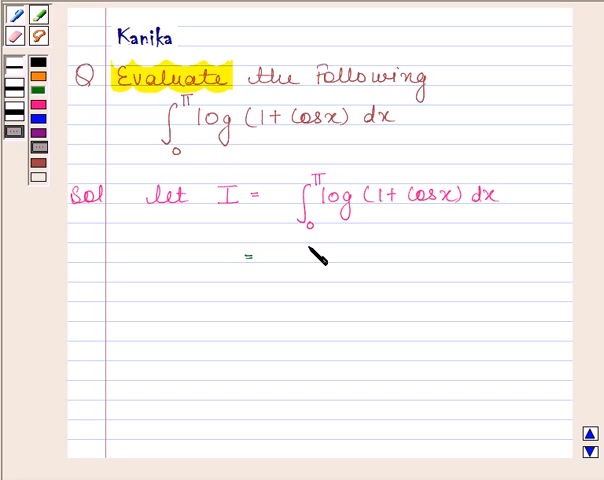 Kanika
Q Evaluate the following
∫₀^π log (1 + cosx) dx
Sol let I = ∫₀^π log (1 + cosx) dx
=